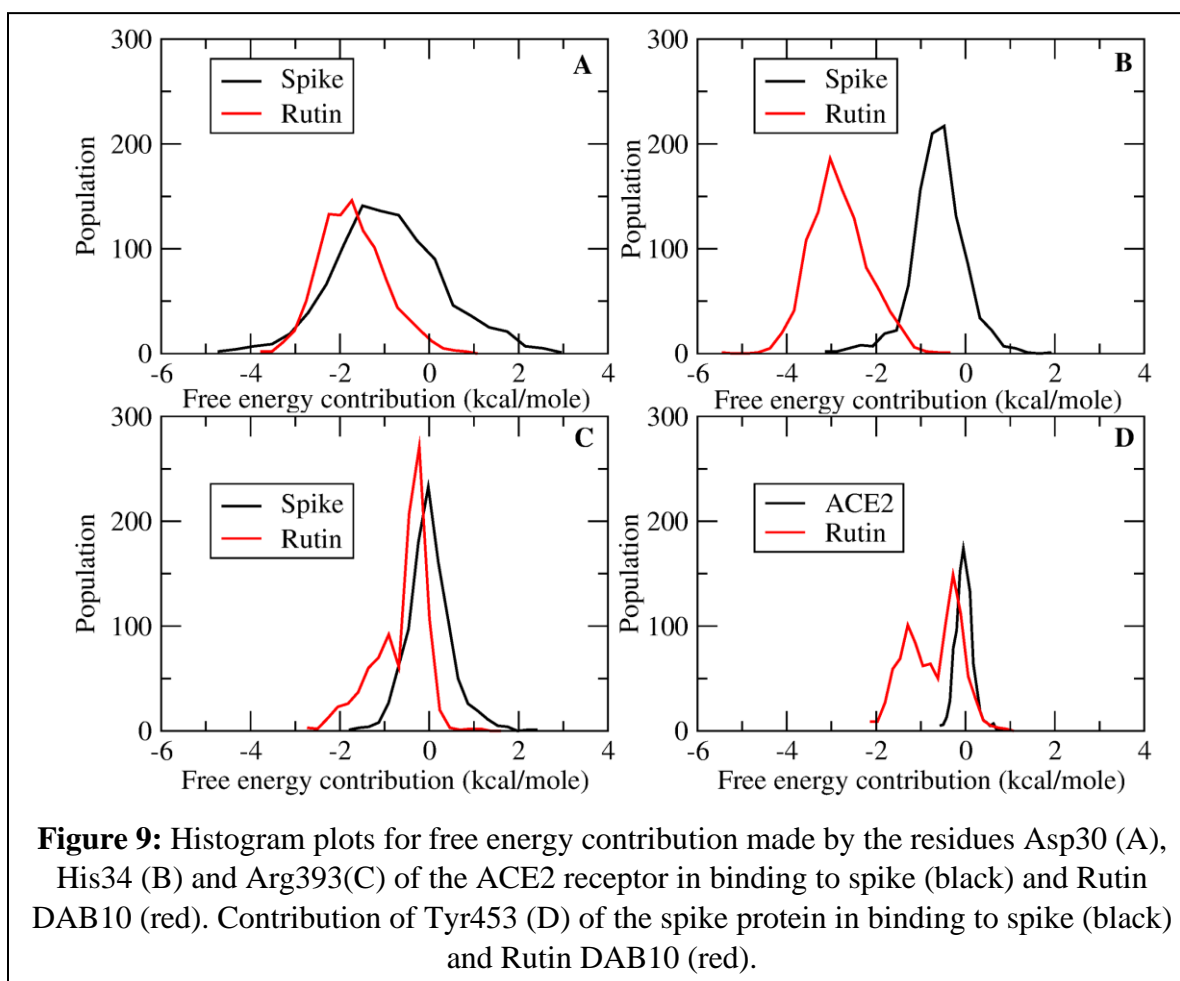 300
200
100
0
Population
Spike
Rutin
A
-6 -4 -2 0 2 4
Free energy contribution (kcal/mole)
300
200
100
0
Population
Spike
Rutin
B
-6 -4 -2 0 2 4
Free energy contribution (kcal/mole)
300
200
100
0
Population
Spike
Rutin
C
-6 -4 -2 0 2 4
Free energy contribution (kcal/mole)
300
200
100
0
Population
ACE2
Rutin
D
-6 -4 -2 0 2 4
Free energy contribution (kcal/mole)
Figure 9: Histogram plots for free energy contribution made by the residues Asp30 (A),
His34 (B) and Arg393(C) of the ACE2 receptor in binding to spike (black) and Rutin
DAB10 (red). Contribution of Tyr453 (D) of the spike protein in binding to spike (black)
and Rutin DAB10 (red).